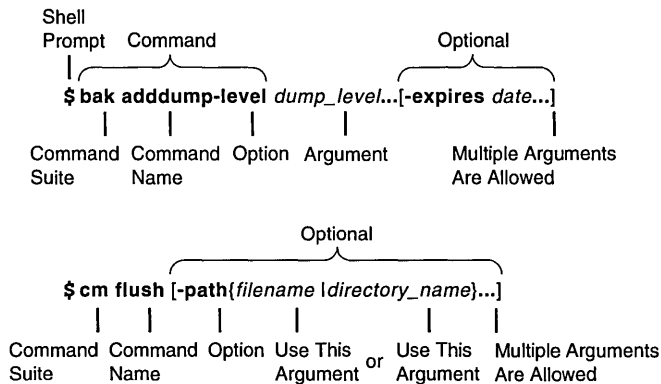 Shell
Prompt Command Optional
$ bak adddump-level dump_level...[-expires date...]
Command Command Option Argument Multiple Arguments
Suite Name Are Allowed
Optional
$ cm flush [-path{filename |directory_name}...]
Command Command Option Use This or Use This Multiple Arguments
Suite Name Argument Argument Are Allowed